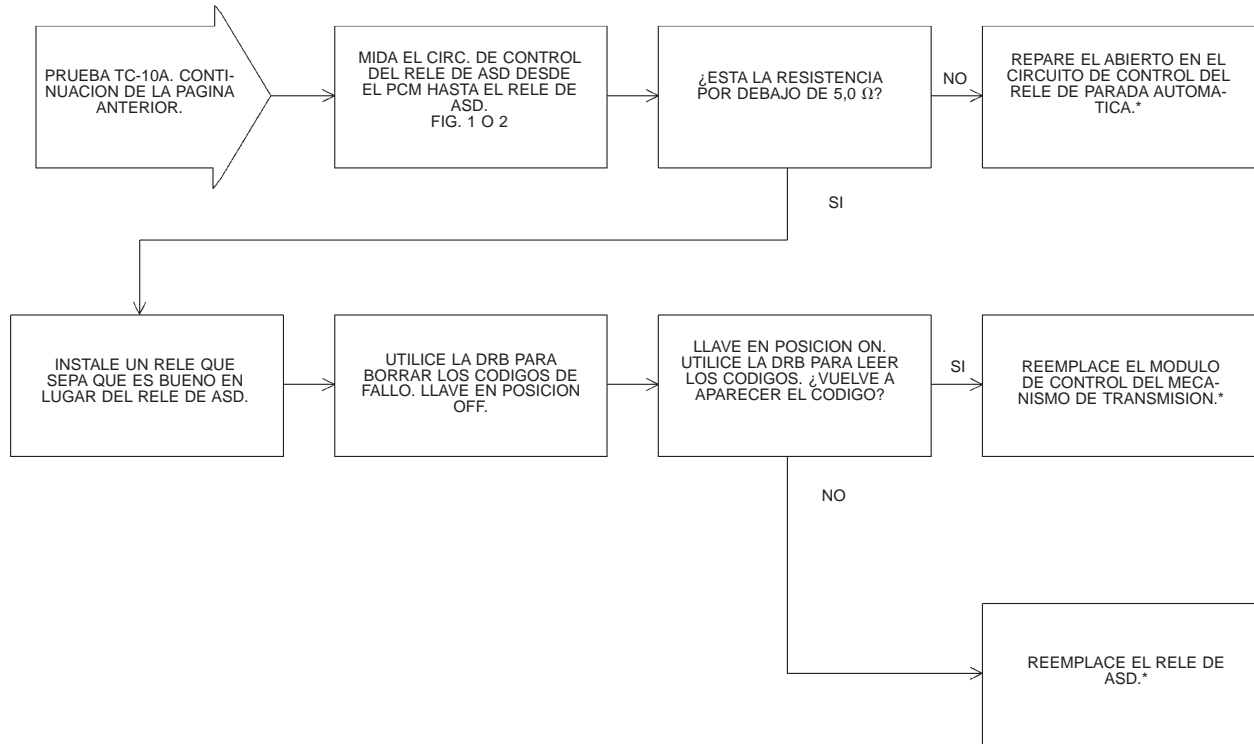 PRUEBA TC-10A. CONTI-
NUACION DE LA PAGINA
ANTERIOR.
MIDA EL CIRC. DE CONTROL
DEL RELE DE ASD DESDE
EL PCM HASTA EL RELE DE
ASD.
FIG. 1 O 2
¿ESTA LA RESISTENCIA
POR DEBAJO DE 5,0 Ω?
NO
REPARE EL ABIERTO EN EL
CIRCUITO DE CONTROL DEL
RELE DE PARADA AUTOMA-
TICA.*
SI
INSTALE UN RELE QUE
SEPA QUE ES BUENO EN
LUGAR DEL RELE DE ASD.
UTILICE LA DRB PARA
BORRAR LOS CODIGOS DE
FALLO. LLAVE EN POSICION
OFF.
LLAVE EN POSICION ON.
UTILICE LA DRB PARA LEER
LOS CODIGOS. ¿VUELVE A
APARECER EL CODIGO?
SI
REEMPLACE EL MODULO
DE CONTROL DEL MECA-
NISMO DE TRANSMISION.*
NO
REEMPLACE EL RELE DE
ASD.*